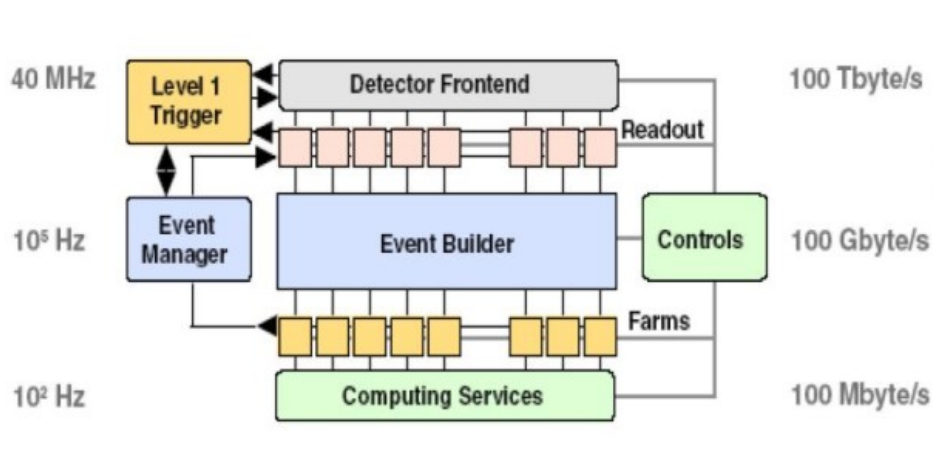 40 MHz
Level 1
Trigger
Detector Frontend
100 Tbyte/s
Readout
10⁵ Hz
Event
Manager
Event Builder
Controls
100 Gbyte/s
Farms
10² Hz
Computing Services
100 Mbyte/s